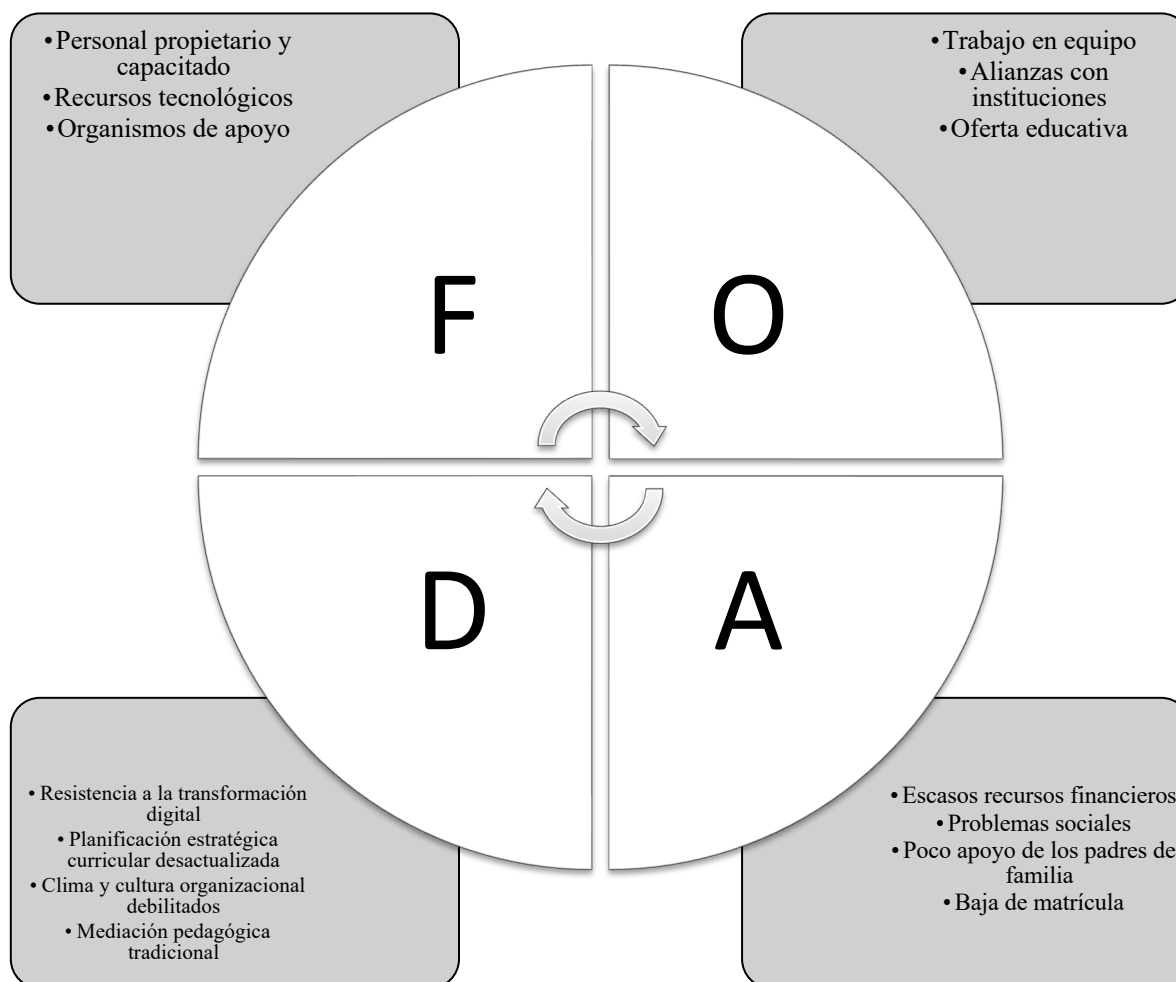 •Personal propietario y
capacitado
•Recursos tecnológicos
•Organismos de apoyo
•Trabajo en equipo
•Alianzas con
instituciones
•Oferta educativa
F
O
D
A
• Resistencia a la transformación
digital
• Planificación estratégica
curricular desactualizada
• Clima y cultura organizacional
debilitados
• Mediación pedagógica
tradicional
•Escasos recursos financieros
•Problemas sociales
•Poco apoyo de los padres de
familia
•Baja de matrícula